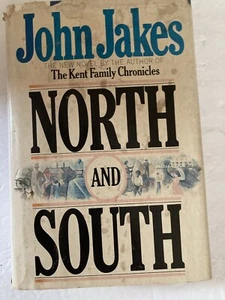 John Jakes
THE NEW NOVEL BY THE AUTHOR OF
The Kent Family Chronicles
NORTH
AND
SOUTH